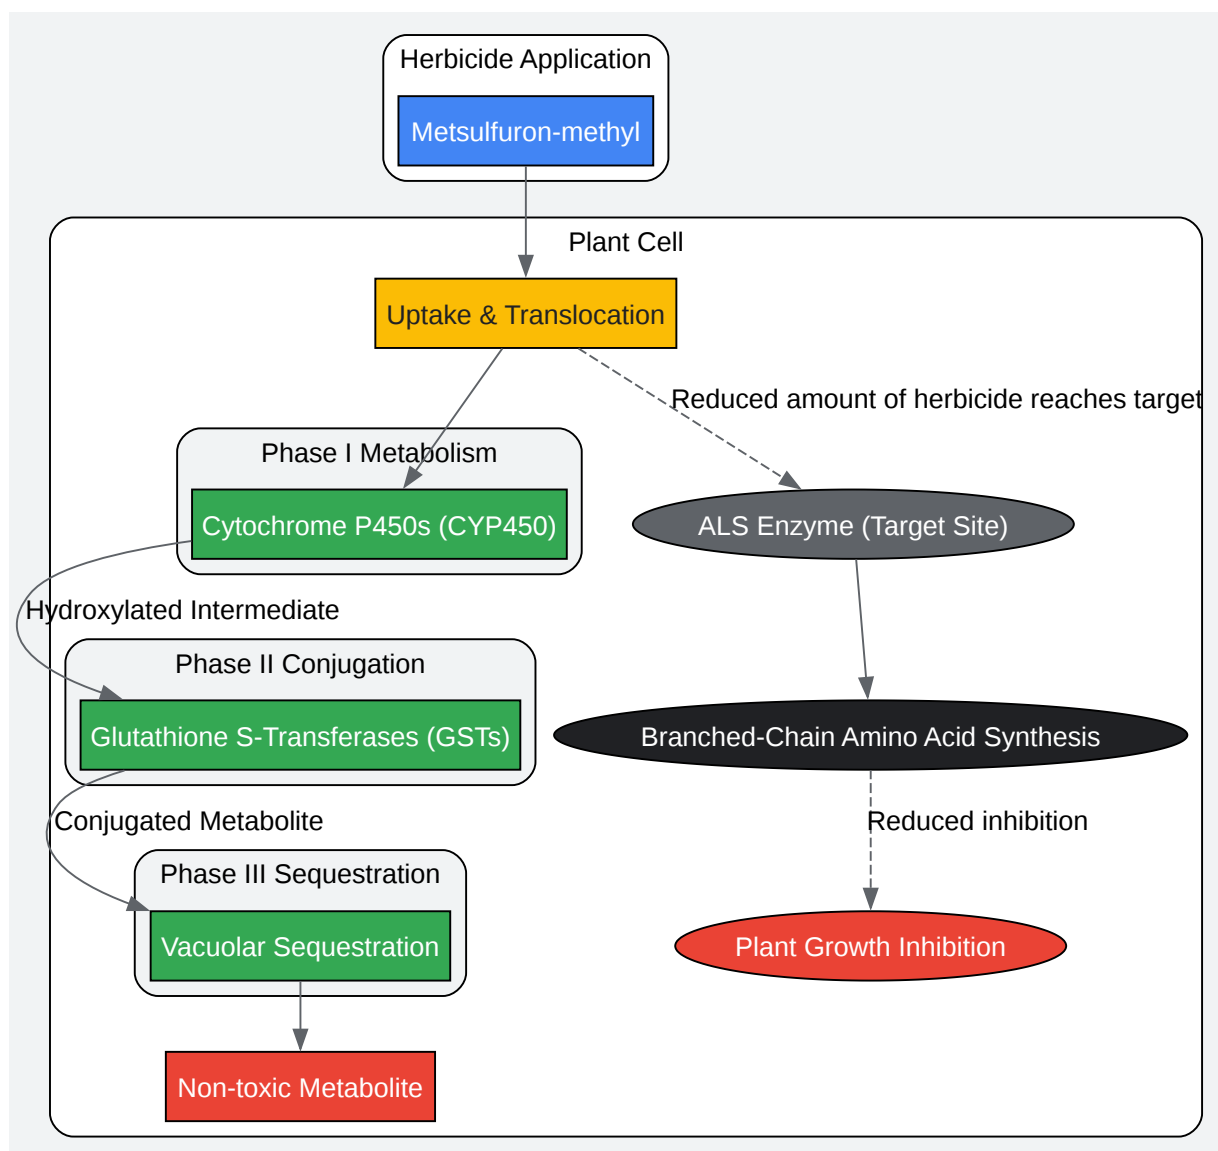 Herbicide Application
Metsulfuron-methyl
Plant Cell
Uptake & Translocation
Reduced amount of herbicide reaches target
Phase I Metabolism
Cytochrome P450s (CYP450)
ALS Enzyme (Target Site)
Hydroxylated Intermediate
Phase II Conjugation
Glutathione S-Transferases (GSTs)
Branched-Chain Amino Acid Synthesis
Conjugated Metabolite
Reduced inhibition
Phase III Sequestration
Vacuolar Sequestration
Plant Growth Inhibition
Non-toxic Metabolite